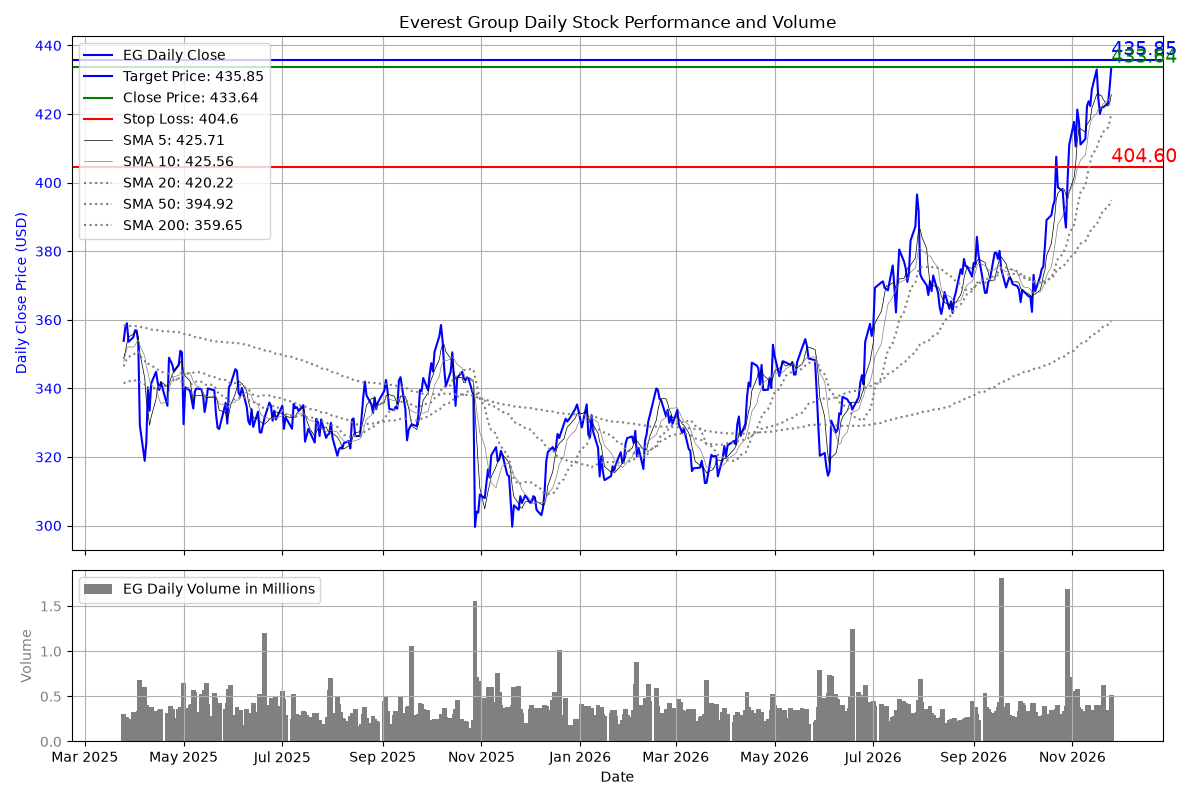 Everest Group Daily Stock Performance and Volume
440
420
400
380
360
340
320
300
Daily Close Price (USD)
EG Daily Close
Target Price: 435.85
Close Price: 433.64
Stop Loss: 404.6
SMA 5: 425.71
SMA 10: 425.56
SMA 20: 420.22
SMA 50: 394.92
SMA 200: 359.65
435.85
433.64
404.60
EG Daily Volume in Millions
1.5
1.0
0.5
0.0
Volume
Mar 2025 May 2025 Jul 2025 Sep 2025 Nov 2025 Jan 2026 Mar 2026 May 2026 Jul 2026 Sep 2026 Nov 2026
Date